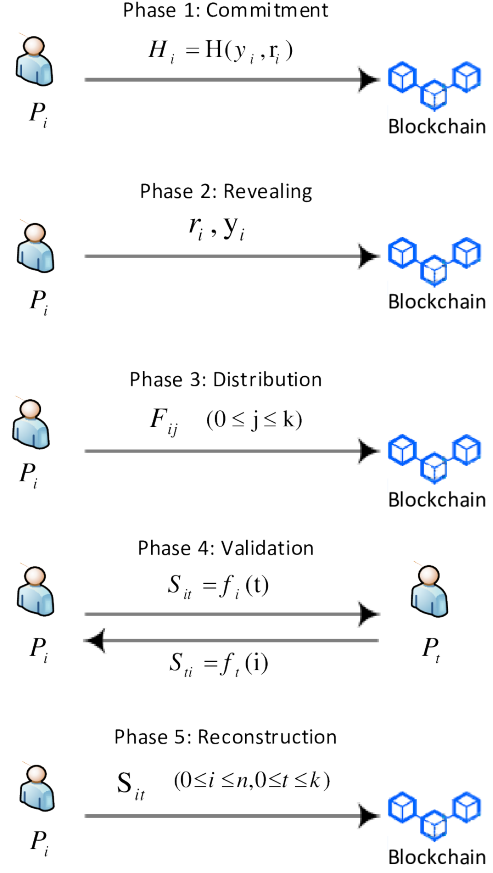 Phase 1: Commitment
H_i = H(y_i, r_i)
P_i
Blockchain
Phase 2: Revealing
r_i, y_i
P_i
Blockchain
Phase 3: Distribution
F_ij (0 ≤ j ≤ k)
P_i
Blockchain
Phase 4: Validation
S_it = f_i(t)
P_i
P_t
S_ti = f_t(i)
Phase 5: Reconstruction
S_it (0≤i≤n,0≤t≤k)
P_i
Blockchain